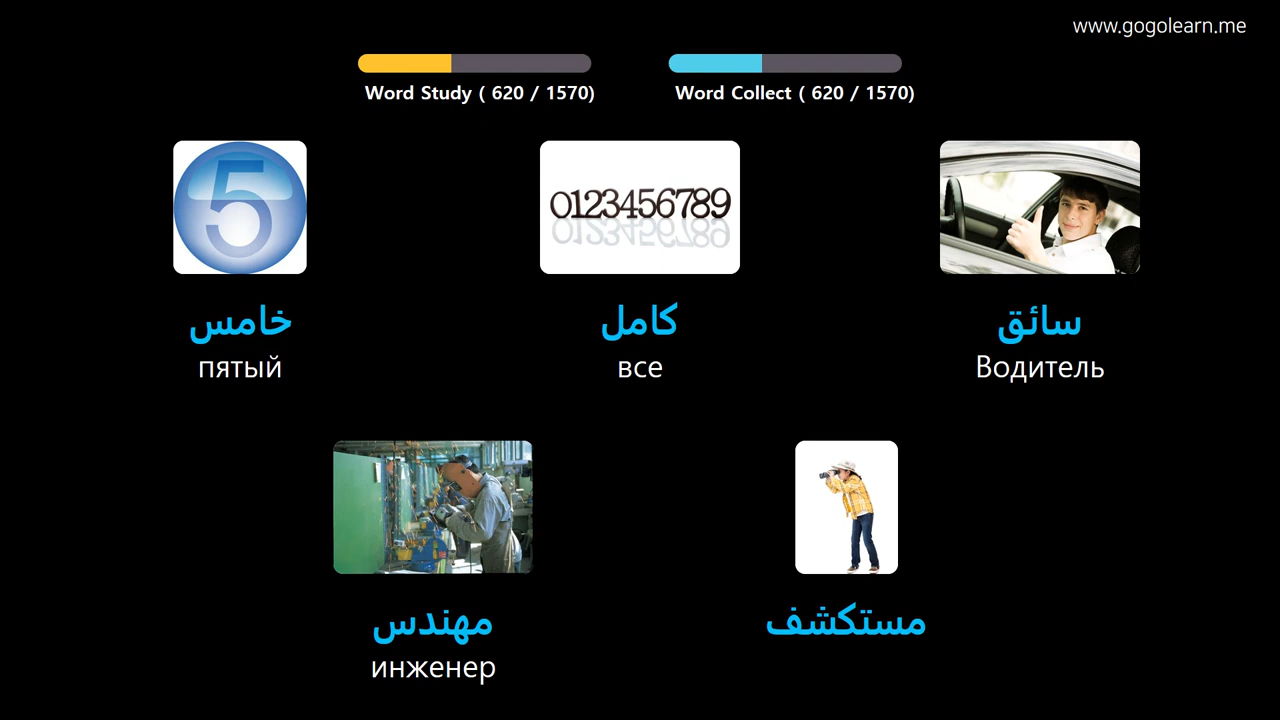 www.gogolearn.me
Word Study ( 620 / 1570)
Word Collect ( 620 / 1570)
5
0123456789
خامس
пятый
كامل
все
سائق
Водитель
مهندس
инженер
مستكشف